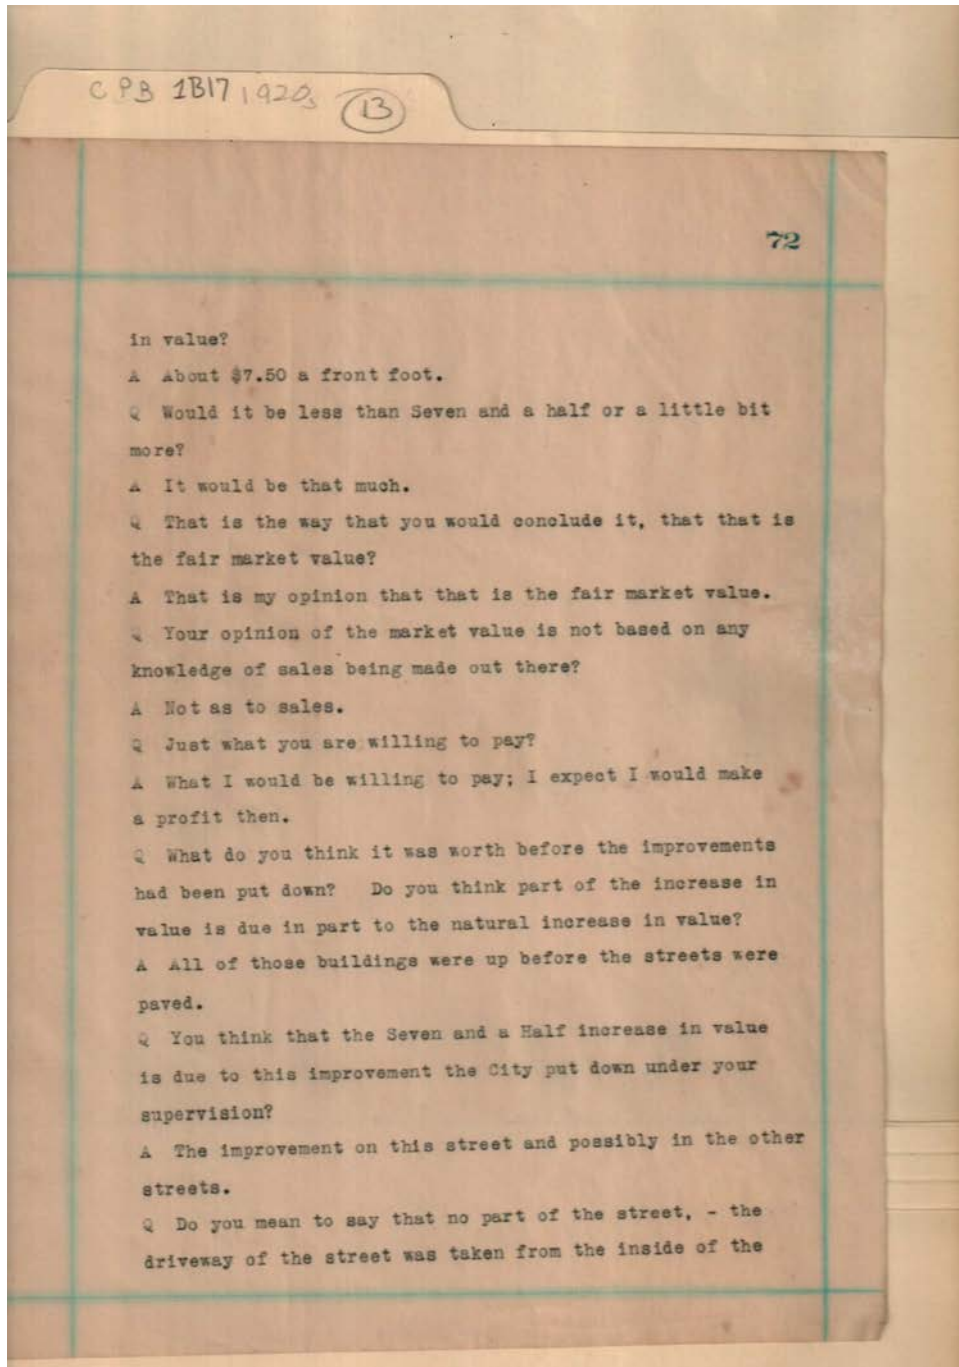 CPB 1B17 1920s 13
72
in value?
A About $7.50 a front foot.
Q Would it be less than Seven and a half or a little bit
more?
A It would be that much.
Q That is the way that you would conclude it, that that is
the fair market value?
A That is my opinion that that is the fair market value.
Q Your opinion of the market value is not based on any
knowledge of sales being made out there?
A Not as to sales.
Q Just what you are willing to pay?
A What I would be willing to pay; I expect I would make
a profit then.
Q What do you think it was worth before the improvements
had been put down? Do you think part of the increase in
value is due in part to the natural increase in value?
A All of those buildings were up before the streets were
paved.
Q You think that the Seven and a Half increase in value
is due to this improvement the City put down under your
supervision?
A The improvement on this street and possibly in the other
streets.
Q Do you mean to say that no part of the street, - the
driveway of the street was taken from the inside of the